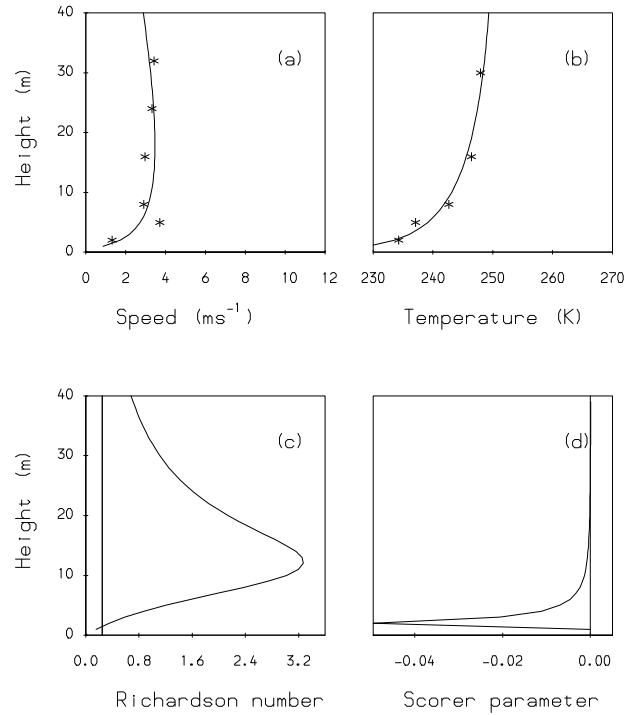 40
30
20
10
0
Height (m)
(a)
0 2 4 6 8 10 12
Speed (ms⁻¹)
(b)
230 240 250 260 270
Temperature (K)
40
30
20
10
0
Height (m)
(c)
0.0 0.8 1.6 2.4 3.2
Richardson number
(d)
-0.04 -0.02 0.00
Scorer parameter